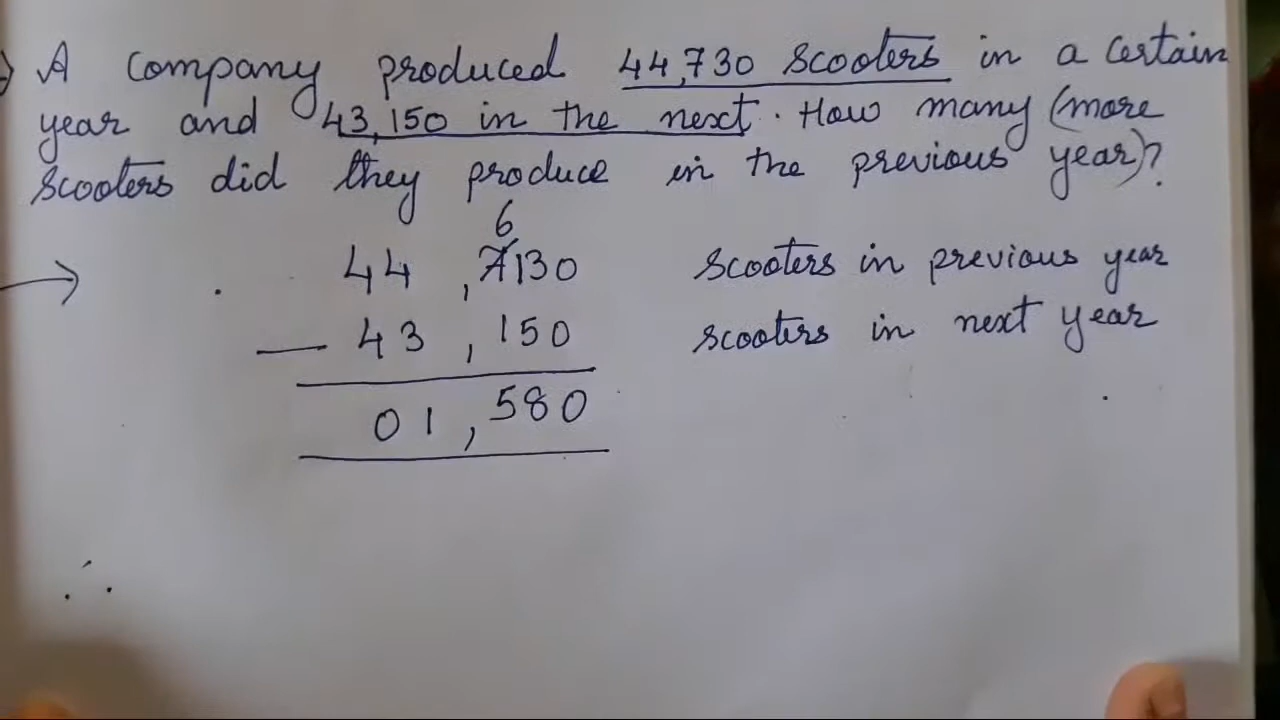 A company produced 44,730 scooters in a certain
year and 43,150 in the next. How many (more
scooters did they produce in the previous year)?
6
44,7130 scooters in previous year
— 43,150 scooters in next year
01,580
∴